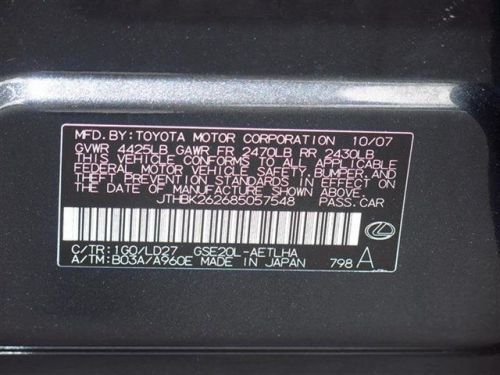 MFD. BY: TOYOTA MOTOR CORPORATION 10/07
GVWR 4425LB GAWR FR 2470LB RR 2430LB
THIS VEHICLE CONFORMS TO ALL APPLICABLE
FEDERAL MOTOR VEHICLE SAFETY, BUMPER,
AND THEFT PREVENTION STANDARDS IN EFFECT
ON THE DATE OF MANUFACTURE SHOWN ABOVE.
JTHBK262685057548 PASS.CAR
C/TR: 1G0/LD27 GSE20L-AETLHA
A/TM: B03A/A960E MADE IN JAPAN 798 A